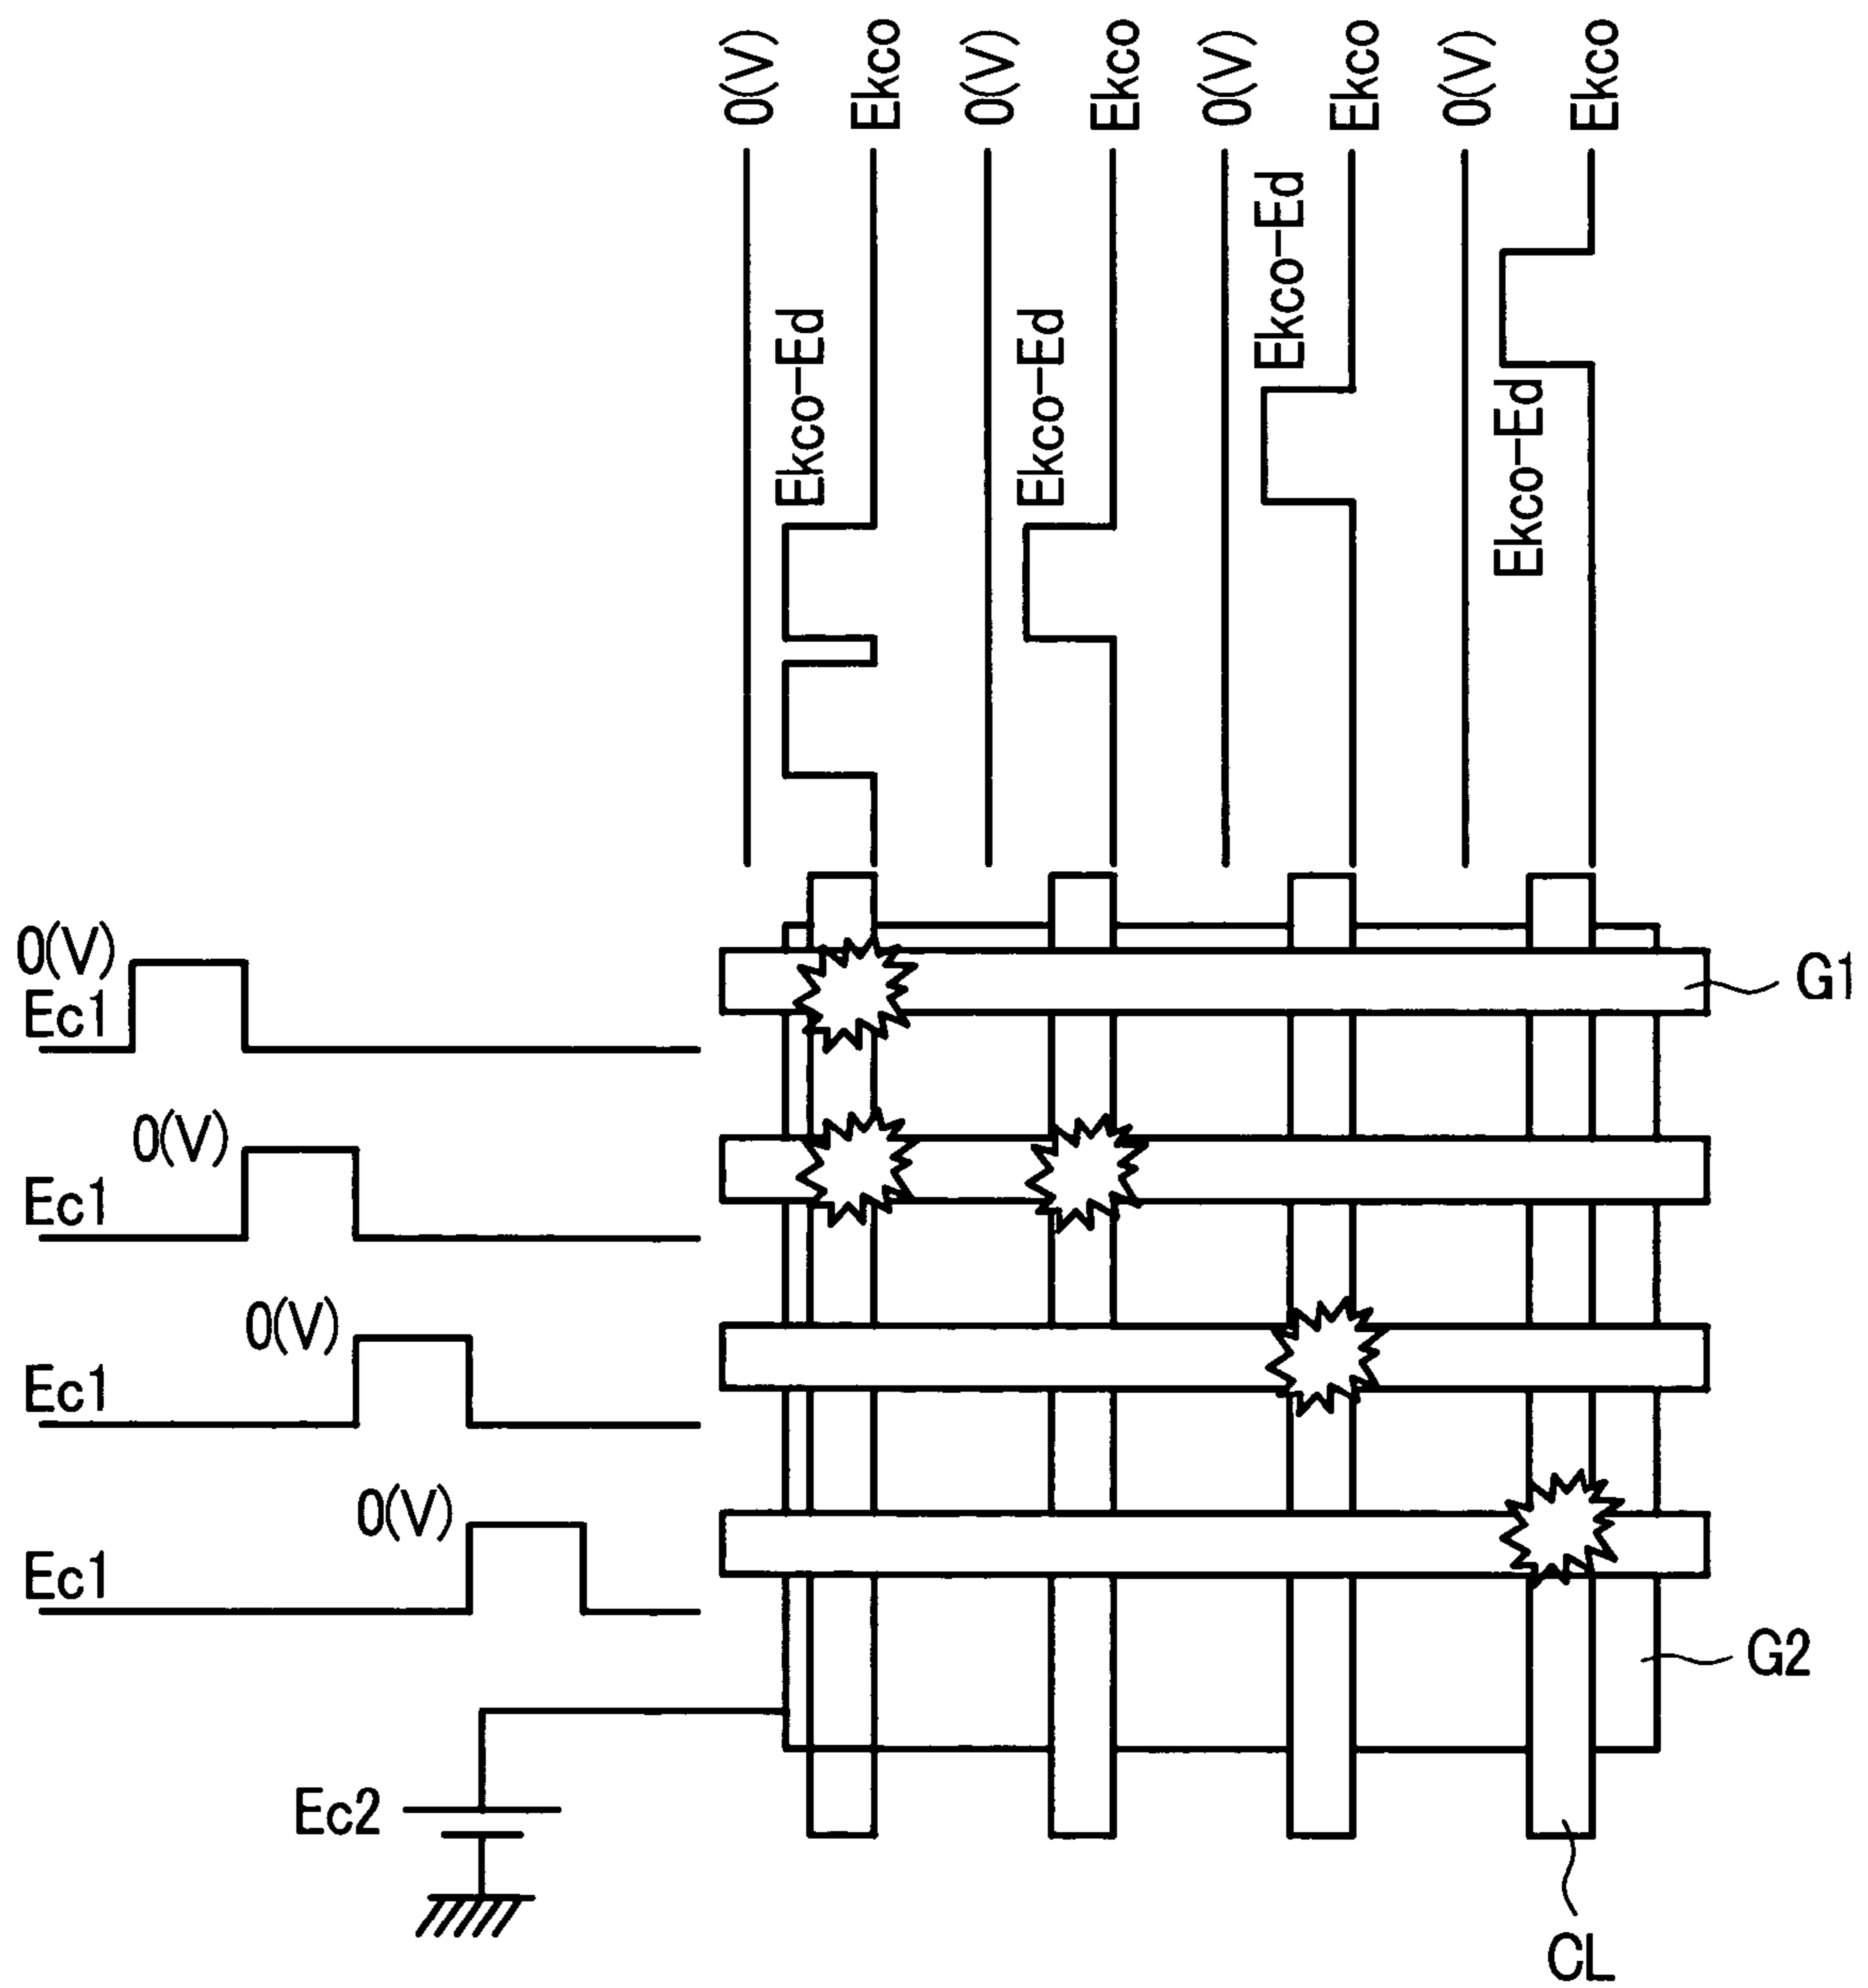 0(V)
Ekco
0(V)
Ekco
0(V)
Ekco
0(V)
Ekco
Ekco-Ed
Ekco-Ed
Ekco-Ed
Ekco-Ed
0(V)
Ec1
G1
0(V)
Ec1
0(V)
Ec1
0(V)
Ec1
G2
Ec2
CL